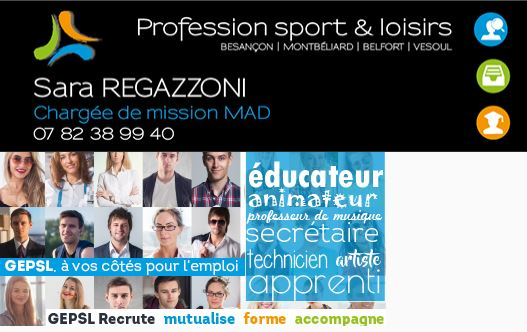 Profession sport & loisirs
BESANÇON | MONTBÉLIARD | BELFORT | VESOUL
Sara REGAZZONI
Chargée de mission MAD
07 82 38 99 40
éducateur
animateur
professeur de musique
secrétaire
technicien artiste
apprenti
GEPSL, à vos côtés pour l'emploi
GEPSL Recrute mutualise forme accompagne